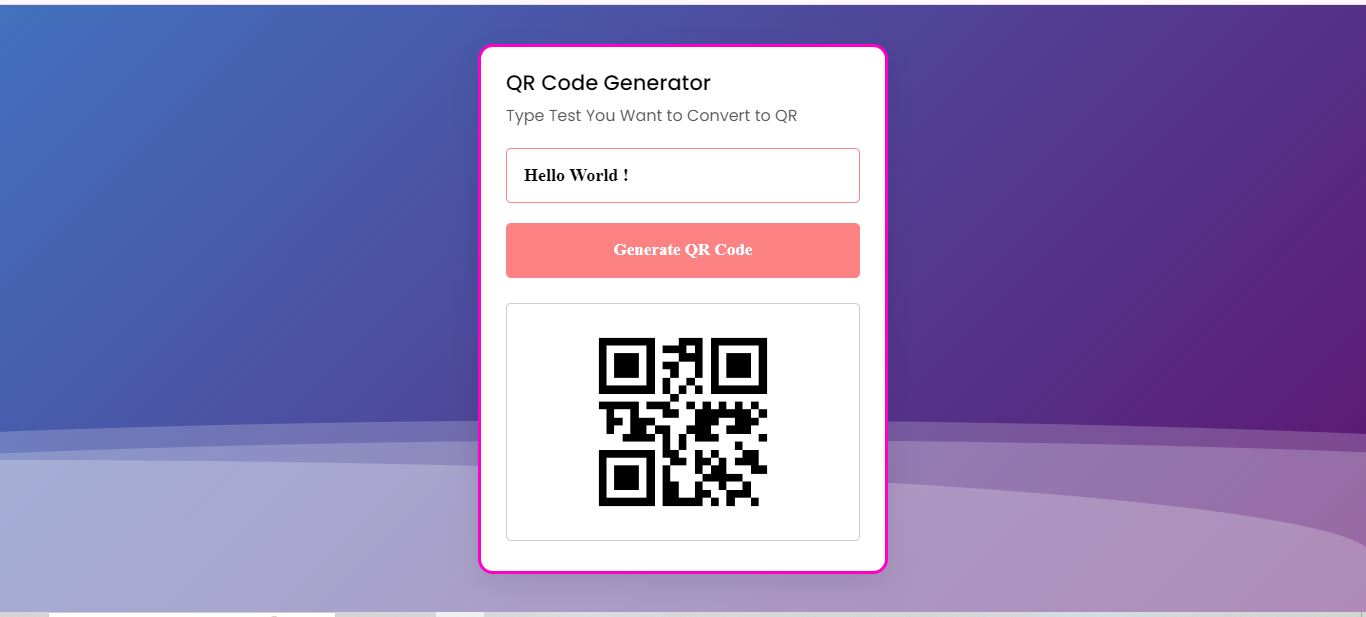 QR Code Generator
Type Test You Want to Convert to QR
Hello World !
Generate QR Code